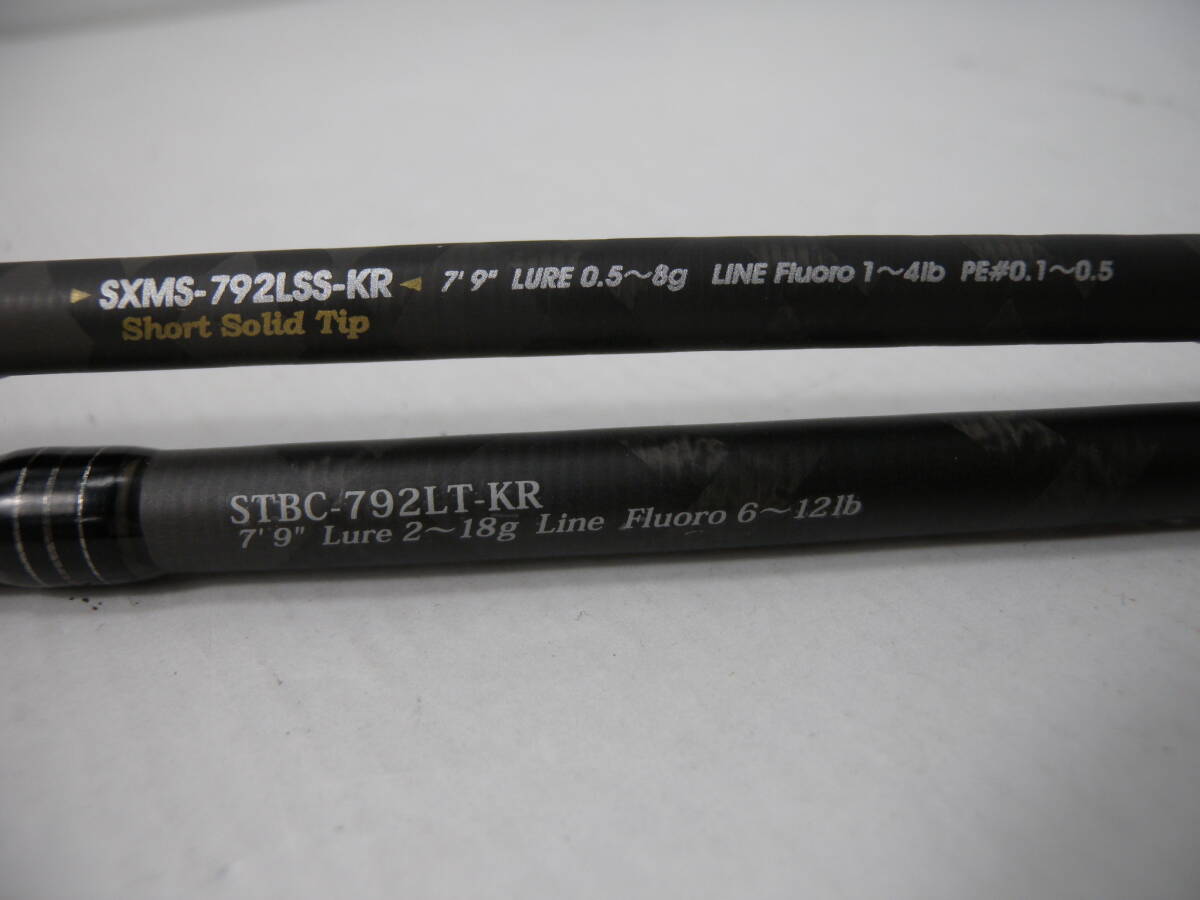 SXMS-792LSS-KR 7' 9" LURE 0.5～8g LINE Fluoro 1～4lb PE#0.1～0.5
Short Solid Tip
STBC-792LT-KR
7' 9" Lure 2～18g Line Fluoro 6～12lb